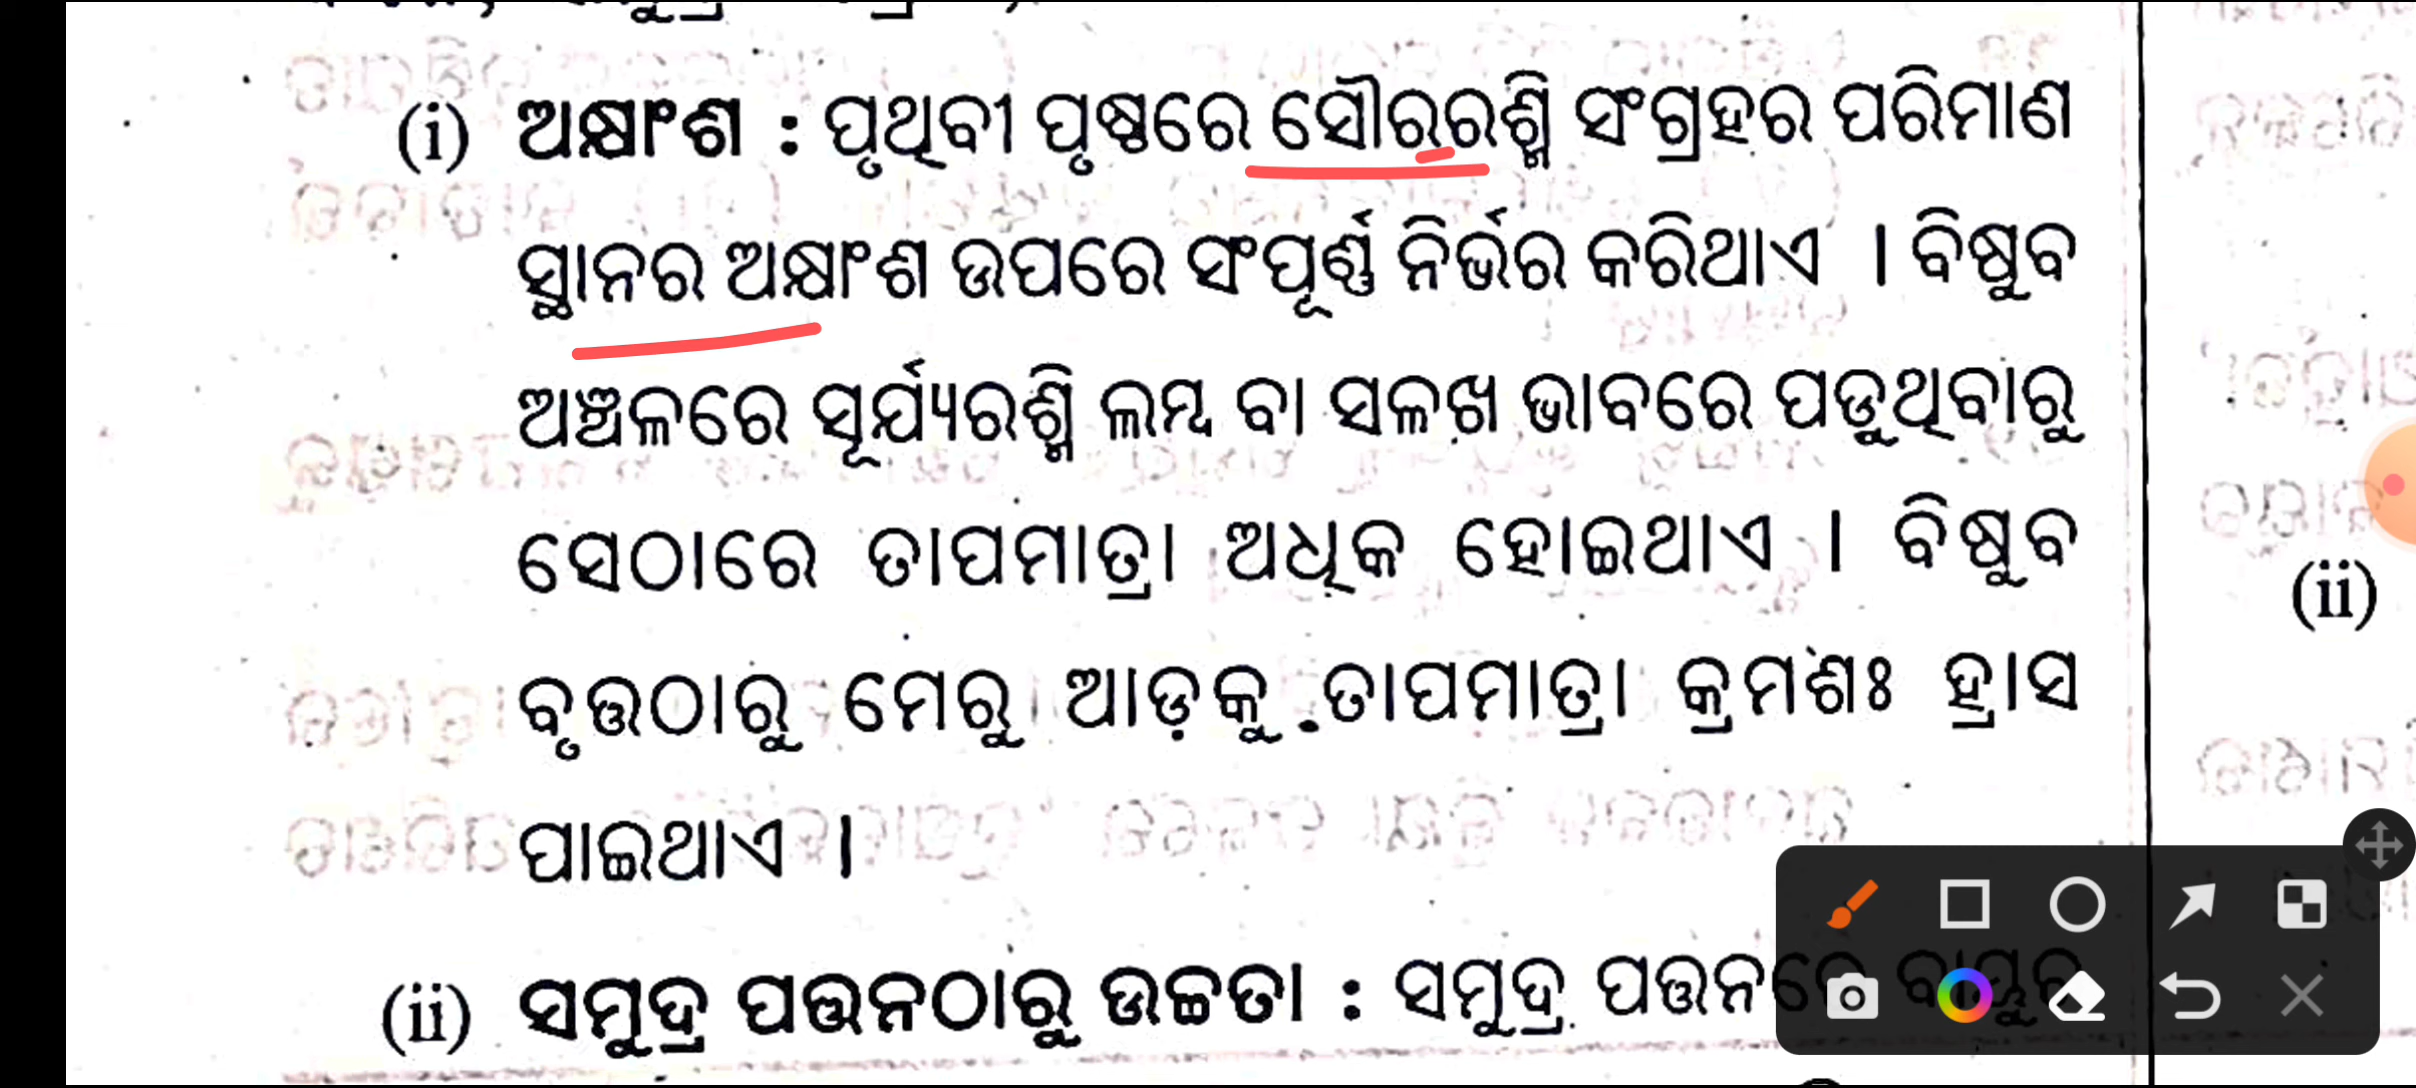 (i) ଅକ୍ଷାଂଶ : ପୃଥିବୀ ପୃଷ୍ଠରେ ସୌରରଶ୍ମି ସଂଗ୍ରହର ପରିମାଣ
ସ୍ଥାନର ଅକ୍ଷାଂଶ ଉପରେ ସଂପୂର୍ଣ୍ଣ ନିର୍ଭର କରିଥାଏ । ବିଷୁବ
ଅଞ୍ଚଳରେ ସୂର୍ଯ୍ୟରଶ୍ମି ଲମ୍ବ ବା ସଳଖ ଭାବରେ ପଡୁଥିବାରୁ
ସେଠାରେ ତାପମାତ୍ରା ଅଧିକ ହୋଇଥାଏ । ବିଷୁବ
ବୃତ୍ତଠାରୁ ମେରୁ ଆଡ଼କୁ ତାପମାତ୍ରା କ୍ରମଶଃ ହ୍ରାସ
ପାଇଥାଏ ।
(ii) ସମୁଦ୍ର ପତ୍ତନଠାରୁ ଉଚ୍ଚତା : ସମୁଦ୍ର ପତ୍ତନରେ ବାୟୁର
(ii)